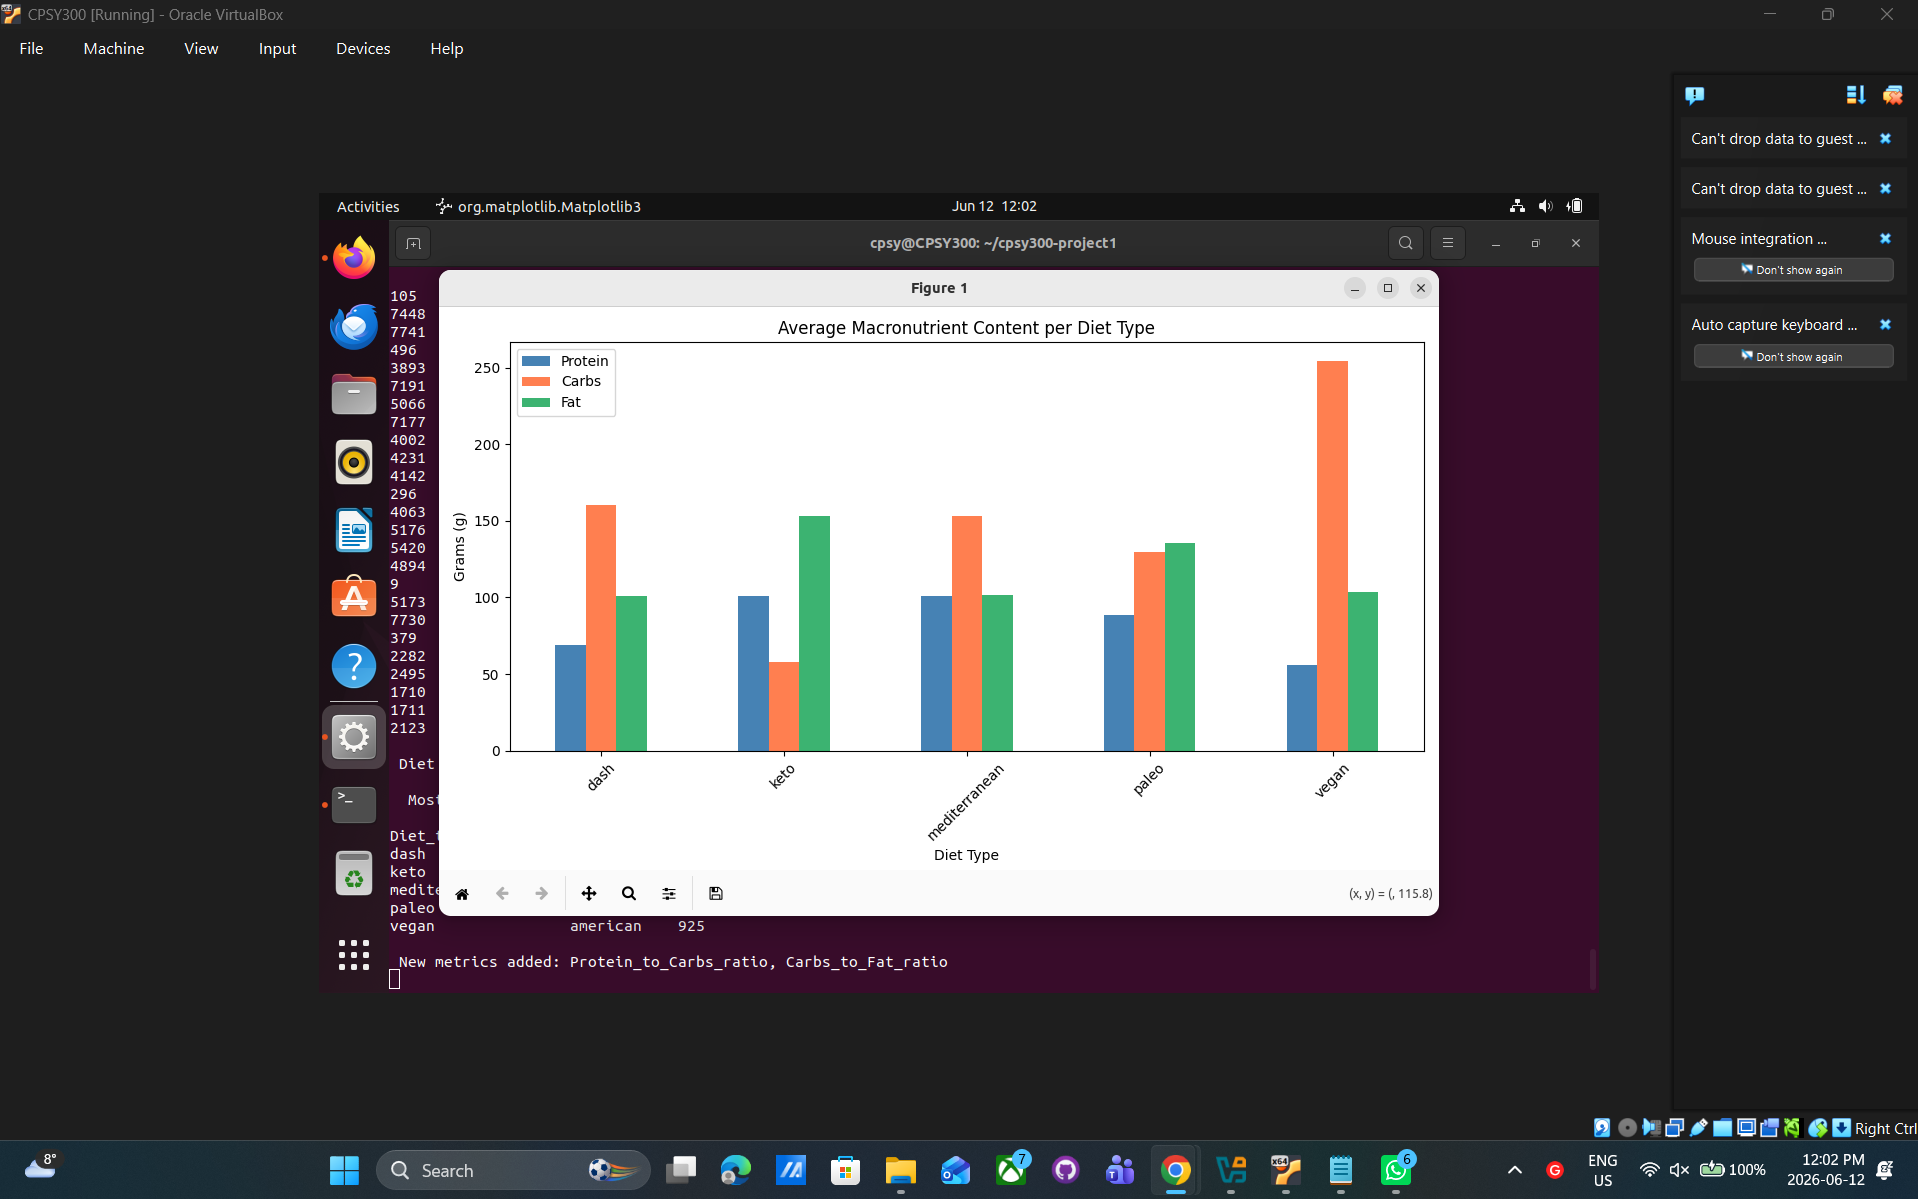 CPSY300 [Running] - Oracle VirtualBox
File Machine View Input Devices Help
Can't drop data to guest ...
Can't drop data to guest ...
Mouse integration ...
Don't show again
Auto capture keyboard ...
Don't show again
Activities org.matplotlib.Matplotlib3 Jun 12 12:02
cpsy@CPSY300: ~/cpsy300-project1
105
7448
7741
496
3893
7191
5066
7177
4002
4231
4142
296
4063
5176
5420
4894
9
5173
7730
379
2282
2495
1710
1711
2123
Diet
Most
Diet_t
dash
keto
medite
paleo
vegan american 925
New metrics added: Protein_to_Carbs_ratio, Carbs_to_Fat_ratio
Figure 1
Average Macronutrient Content per Diet Type
Protein
Carbs
Fat
250
200
150
100
50
0
Grams (g)
dash
keto
mediterranean
paleo
vegan
Diet Type
(x, y) = (, 115.8)
Right Ctrl
8°
Search
7
6
ENG
US
100%
12:02 PM
2026-06-12